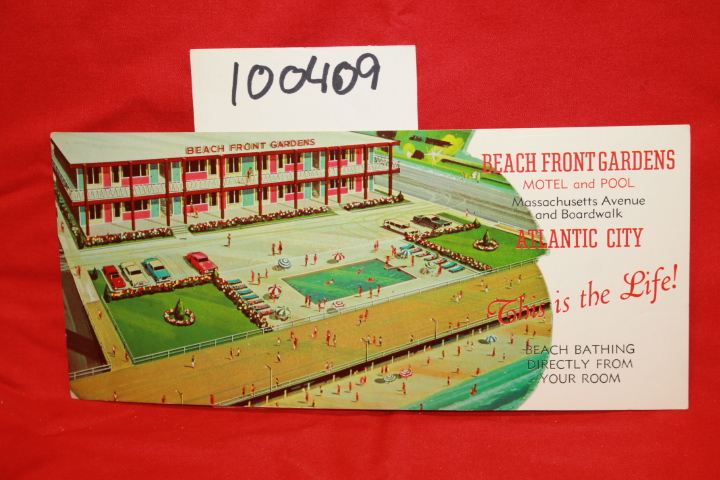 100409
BEACH FRONT GARDENS
BEACH FRONT GARDENS
MOTEL and POOL
Massachusetts Avenue
and Boardwalk
ATLANTIC CITY
This is the Life!
BEACH BATHING
DIRECTLY FROM
YOUR ROOM